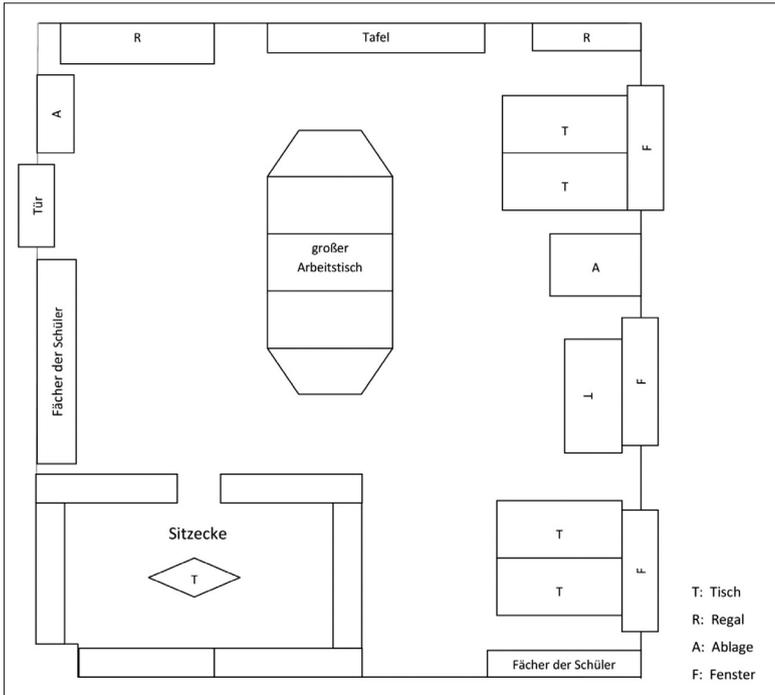 R
Tafel
R
A
T
F
T
Tür
großer
Arbeitstisch
A
Fächer der Schüler
T
F
Sitzecke
T
T
F
T
Fächer der Schüler
T: Tisch
R: Regal
A: Ablage
F: Fenster